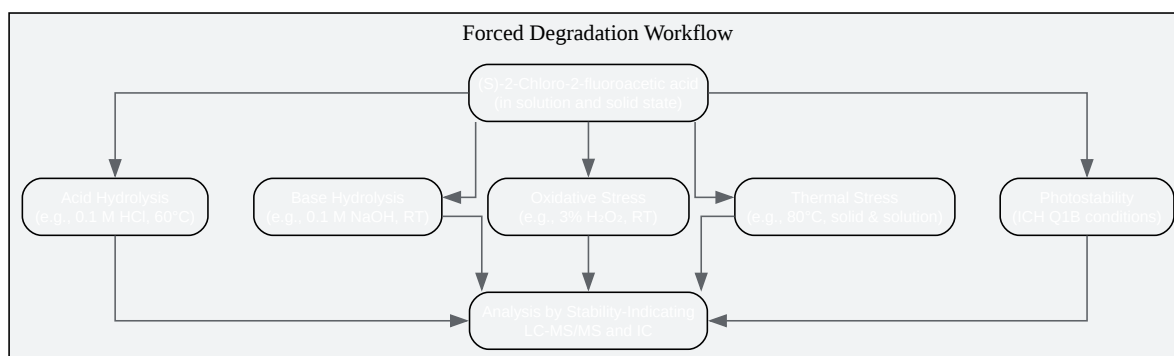 Forced Degradation Workflow
(S)-2-Chloro-2-fluoroacetic acid
(in solution and solid state)
Acid Hydrolysis
(e.g., 0.1 M HCl, 60°C)
Base Hydrolysis
(e.g., 0.1 M NaOH, RT)
Oxidative Stress
(e.g., 3% H₂O₂, RT)
Thermal Stress
(e.g., 80°C, solid & solution)
Photostability
(ICH Q1B conditions)
Analysis by Stability-Indicating
LC-MS/MS and IC